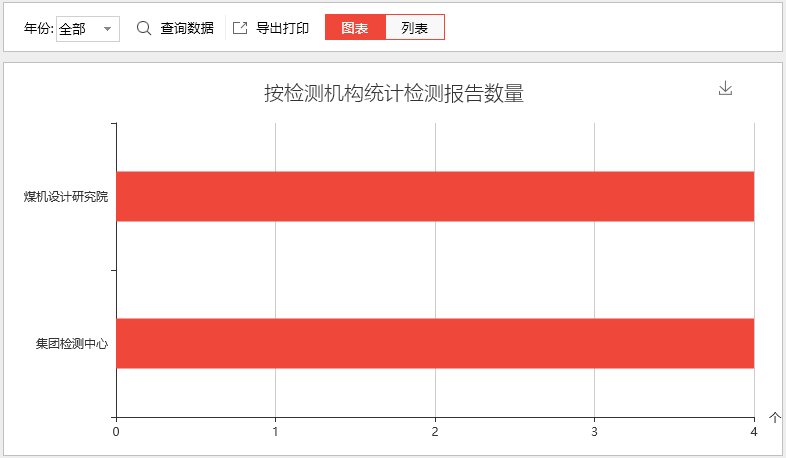 年份: 全部 查询数据 导出打印 图表 列表
按检测机构统计检测报告数量
煤机设计研究院
集团检测中心
个
0 1 2 3 4